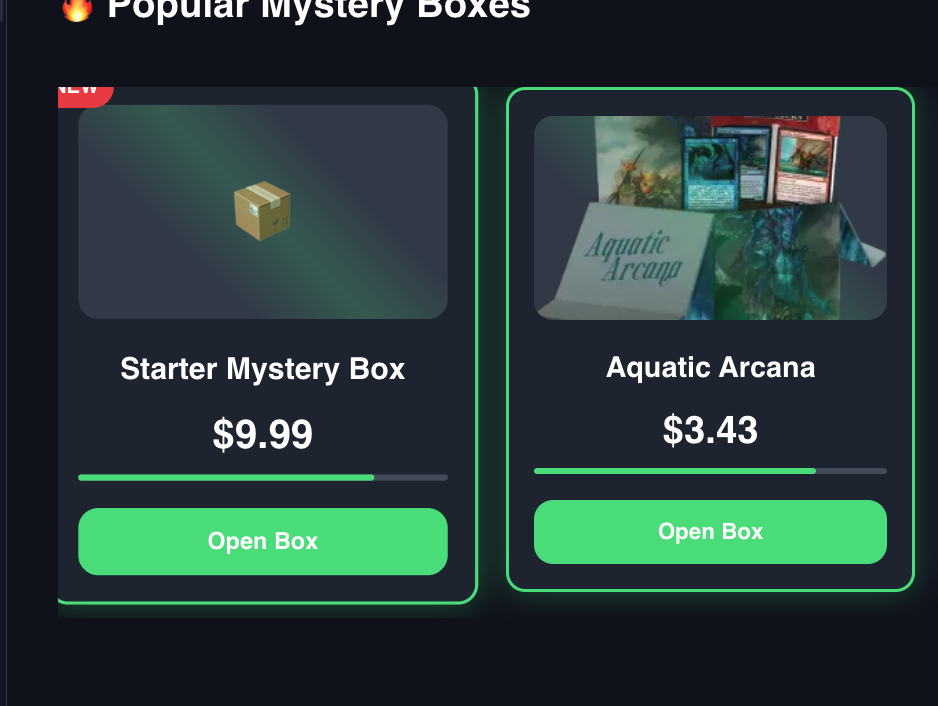 🔥 Popular Mystery Boxes
NEW
Aquatic
Arcana
Starter Mystery Box
Aquatic Arcana
$9.99
$3.43
Open Box
Open Box